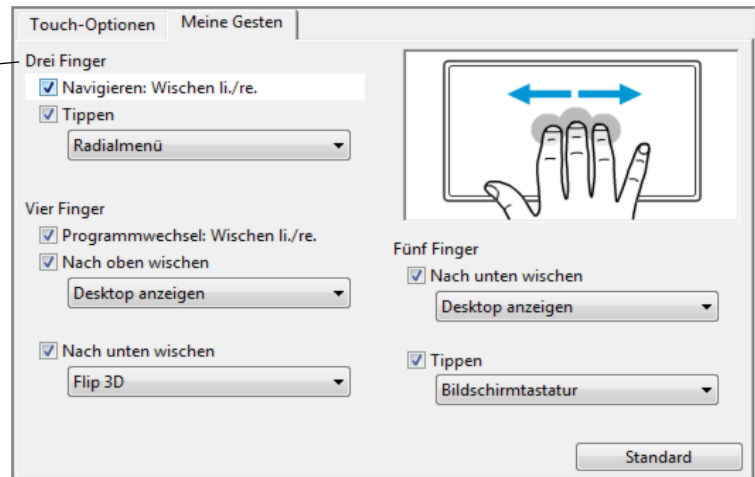 Touch-Optionen
Meine Gesten
Drei Finger
Navigieren: Wischen li./re.
Tippen
Radialmenü
Vier Finger
Programmwechsel: Wischen li./re.
Nach oben wischen
Desktop anzeigen
Nach unten wischen
Flip 3D
Fünf Finger
Nach unten wischen
Desktop anzeigen
Tippen
Bildschirmtastatur
Standard